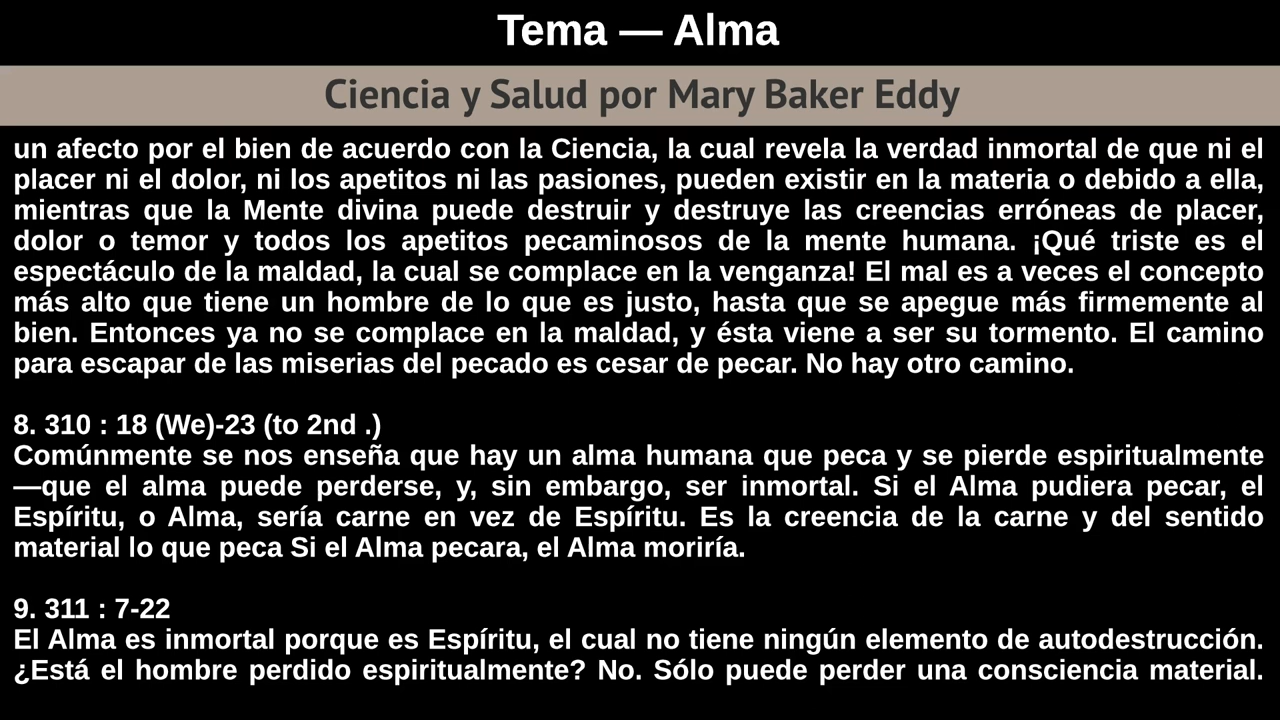 Tema — Alma
Ciencia y Salud por Mary Baker Eddy
un afecto por el bien de acuerdo con la Ciencia, la cual revela la verdad inmortal de que ni el
placer ni el dolor, ni los apetitos ni las pasiones, pueden existir en la materia o debido a ella,
mientras que la Mente divina puede destruir y destruye las creencias erróneas de placer,
dolor o temor y todos los apetitos pecaminosos de la mente humana. ¡Qué triste es el
espectáculo de la maldad, la cual se complace en la venganza! El mal es a veces el concepto
más alto que tiene un hombre de lo que es justo, hasta que se apegue más firmemente al
bien. Entonces ya no se complace en la maldad, y ésta viene a ser su tormento. El camino
para escapar de las miserias del pecado es cesar de pecar. No hay otro camino.
8. 310 : 18 (We)-23 (to 2nd .)
Comúnmente se nos enseña que hay un alma humana que peca y se pierde espiritualmente
—que el alma puede perderse, y, sin embargo, ser inmortal. Si el Alma pudiera pecar, el
Espíritu, o Alma, sería carne en vez de Espíritu. Es la creencia de la carne y del sentido
material lo que peca Si el Alma pecara, el Alma moriría.
9. 311 : 7-22
El Alma es inmortal porque es Espíritu, el cual no tiene ningún elemento de autodestrucción.
¿Está el hombre perdido espiritualmente? No. Sólo puede perder una consciencia material.